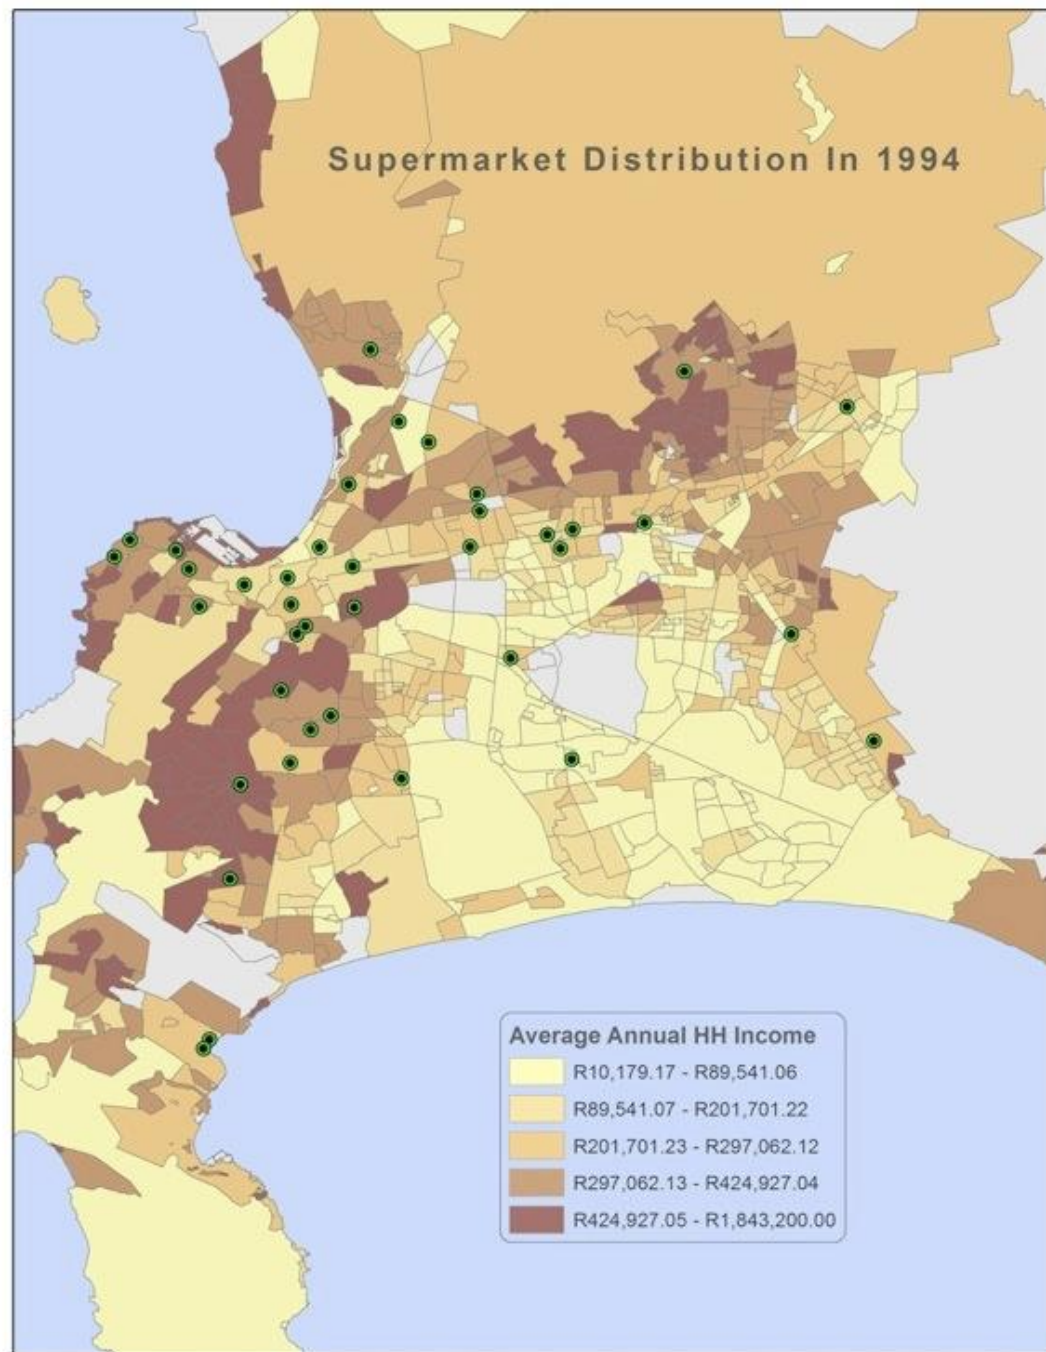 Supermarket Distribution In 1994
Average Annual HH Income
R10,179.17 - R89,541.06
R89,541.07 - R201,701.22
R201,701.23 - R297,062.12
R297,062.13 - R424,927.04
R424,927.05 - R1,843,200.00